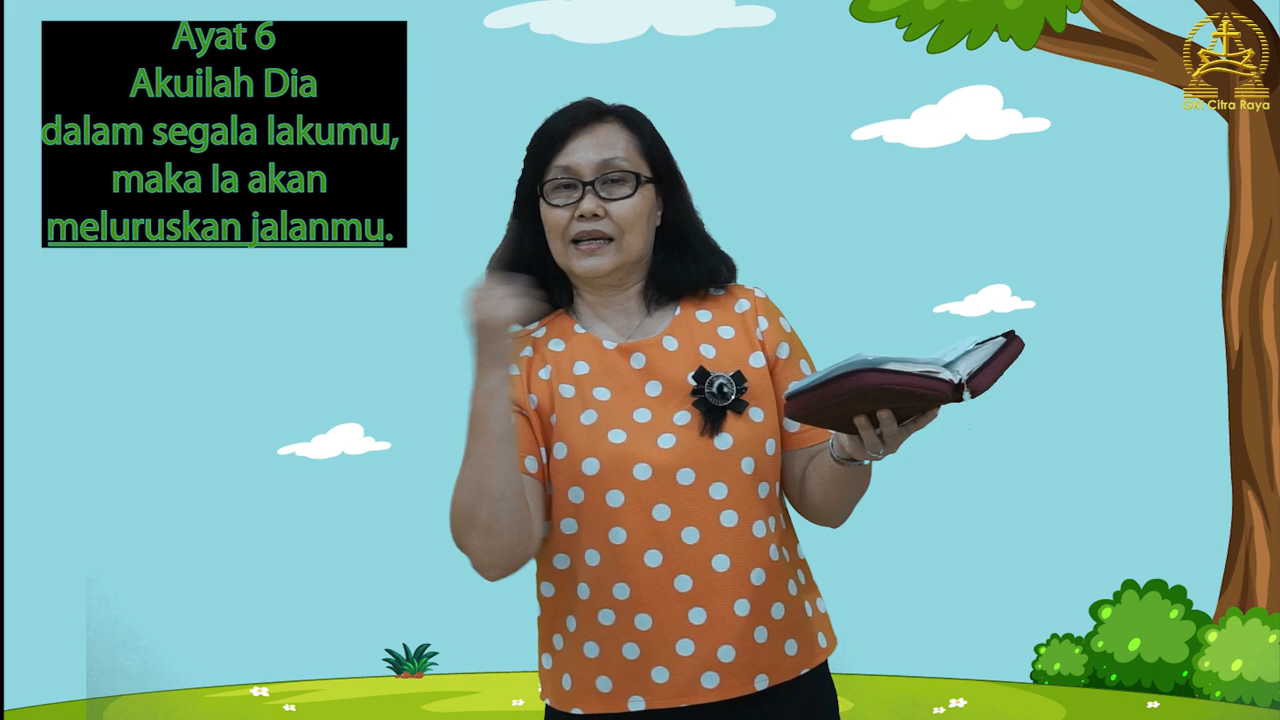 Ayat 6
Akuilah Dia
dalam segala lakumu,
maka Ia akan
meluruskan jalanmu.
GKI Citra Raya